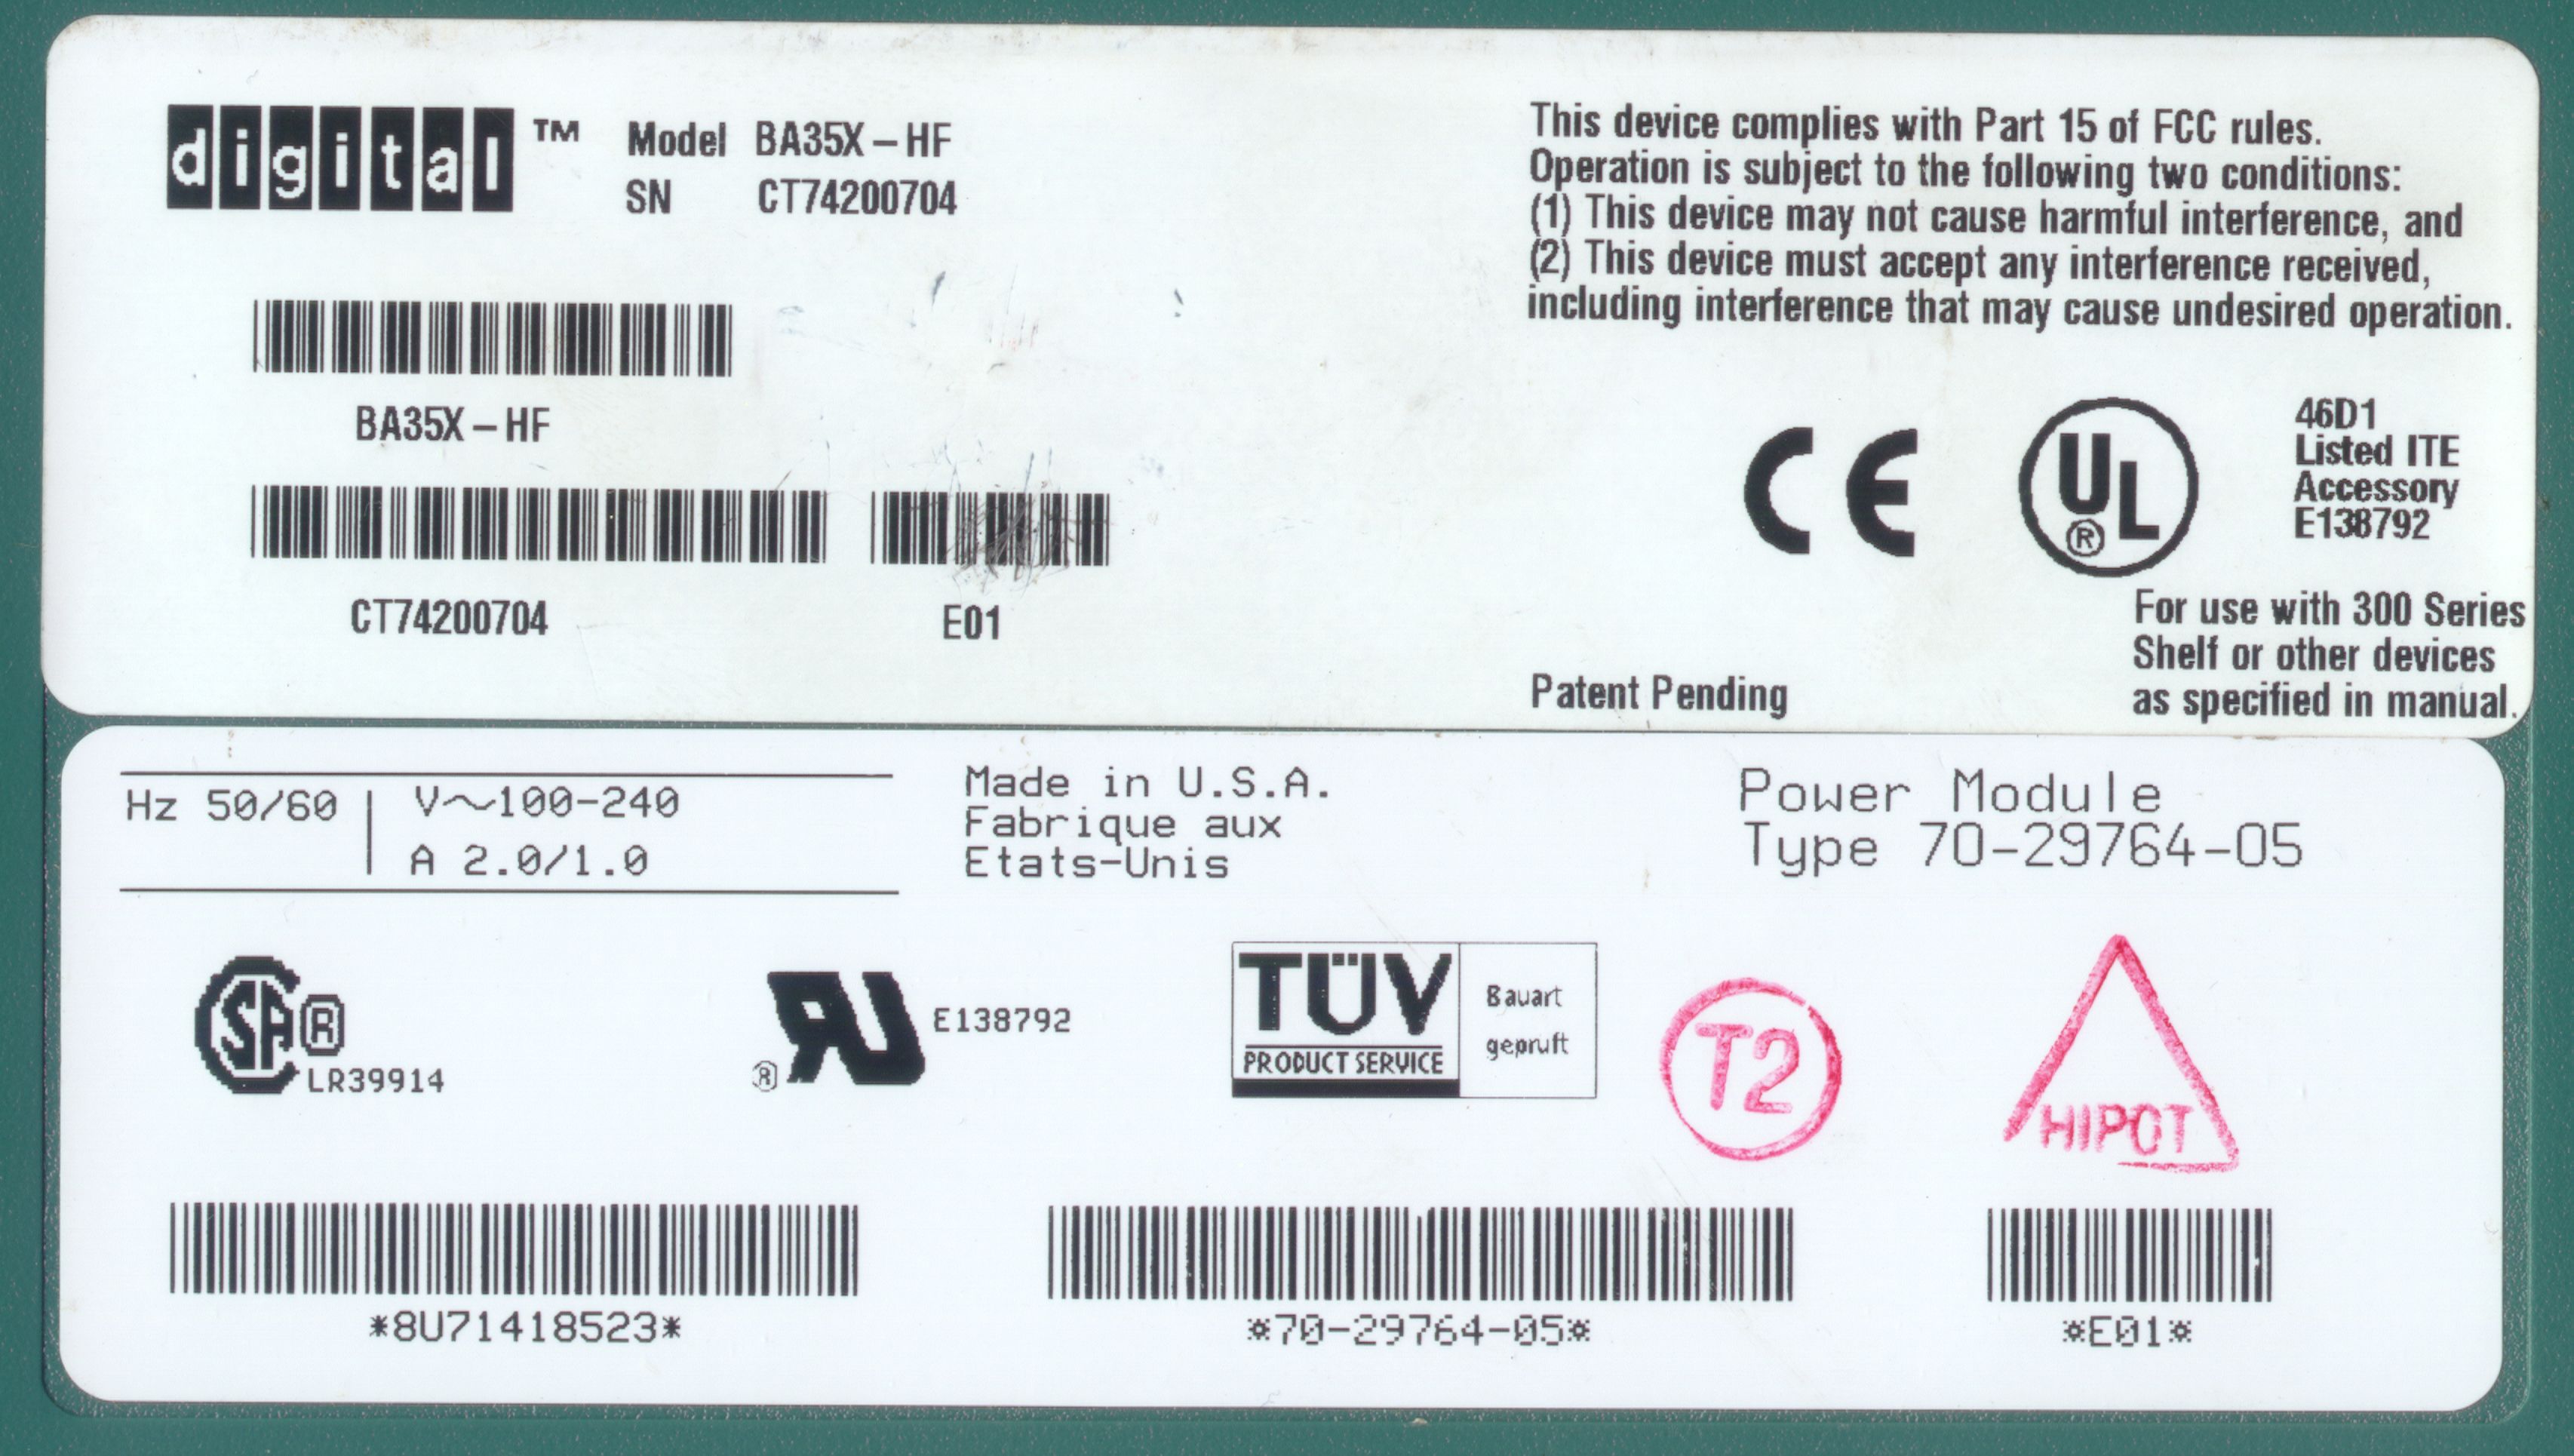 digital™ Model BA35X-HF
SN CT74200704
BA35X-HF
CT74200704 E01
This device complies with Part 15 of FCC rules.
Operation is subject to the following two conditions:
(1) This device may not cause harmful interference, and
(2) This device must accept any interference received,
including interference that may cause undesired operation.
CE
UL ®
46D1
Listed ITE
Accessory
E138792
For use with 300 Series
Shelf or other devices
as specified in manual.
Patent Pending
Hz 50/60 V~100-240
A 2.0/1.0
Made in U.S.A.
Fabrique aux
Etats-Unis
Power Module
Type 70-29764-05
CSA ®
LR39914
® RU E138792
TÜV
PRODUCT SERVICE
Bauart
gepruft
T2
HIPOT
*8U71418523*
*70-29764-05*
*E01*